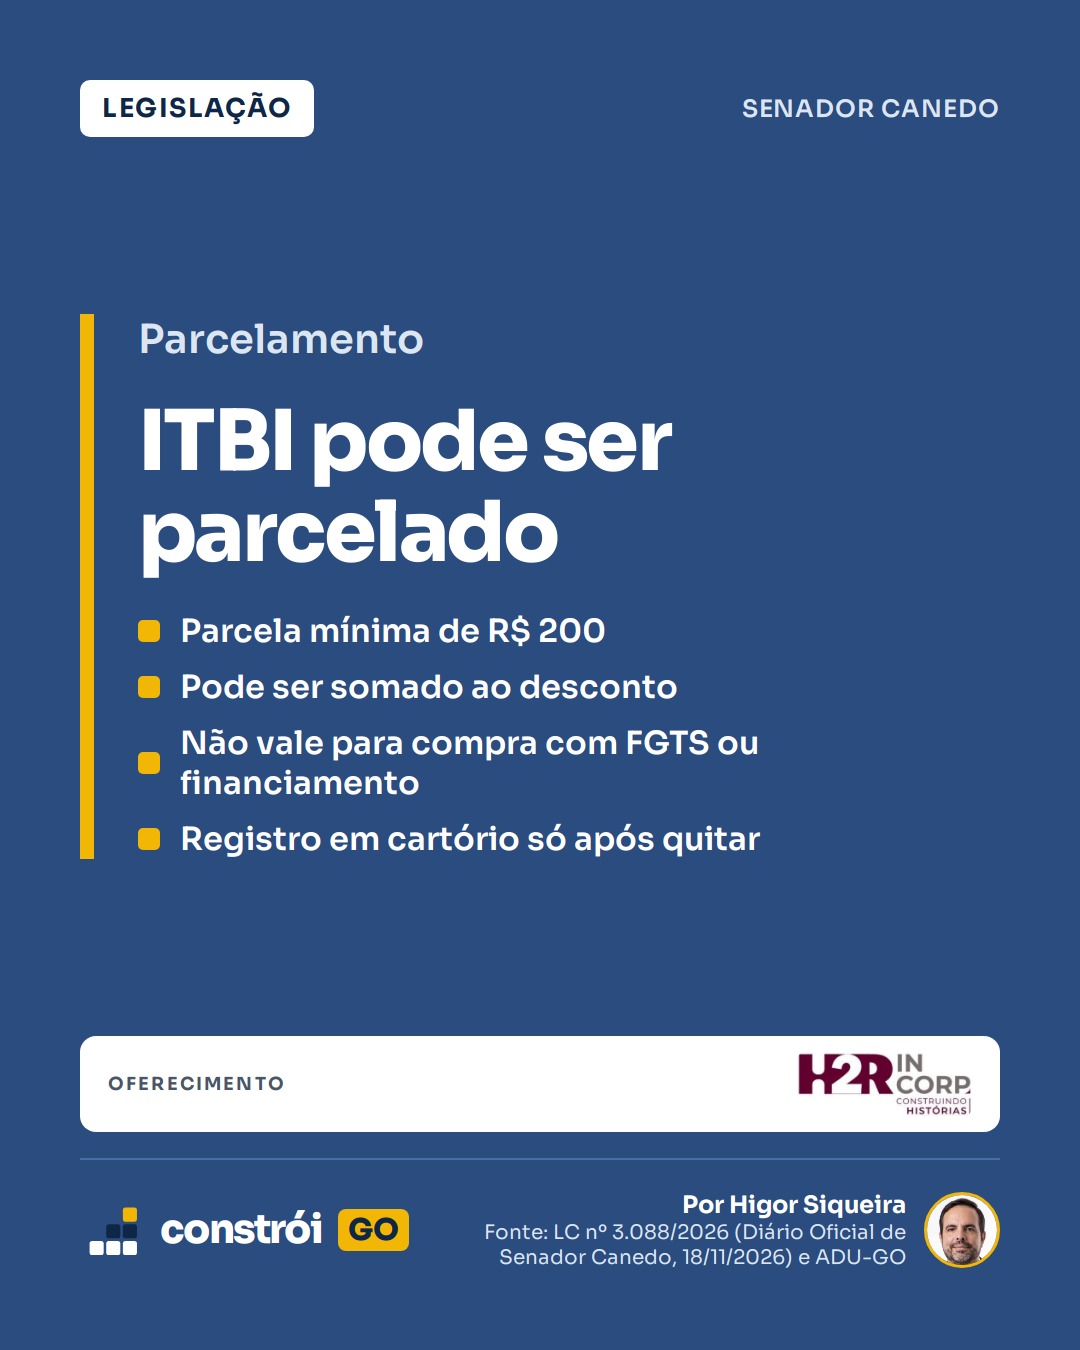 LEGISLAÇÃO
SENADOR CANEDO
Parcelamento
ITBI pode ser
parcelado
Parcela mínima de R$ 200
Pode ser somado ao desconto
Não vale para compra com FGTS ou
financiamento
Registro em cartório só após quitar
OFERECIMENTO
H2R IN
CORP.
CONSTRUINDO
HISTÓRIAS
constrói GO
Por Higor Siqueira
Fonte: LC nº 3.088/2026 (Diário Oficial de
Senador Canedo, 18/11/2026) e ADU-GO